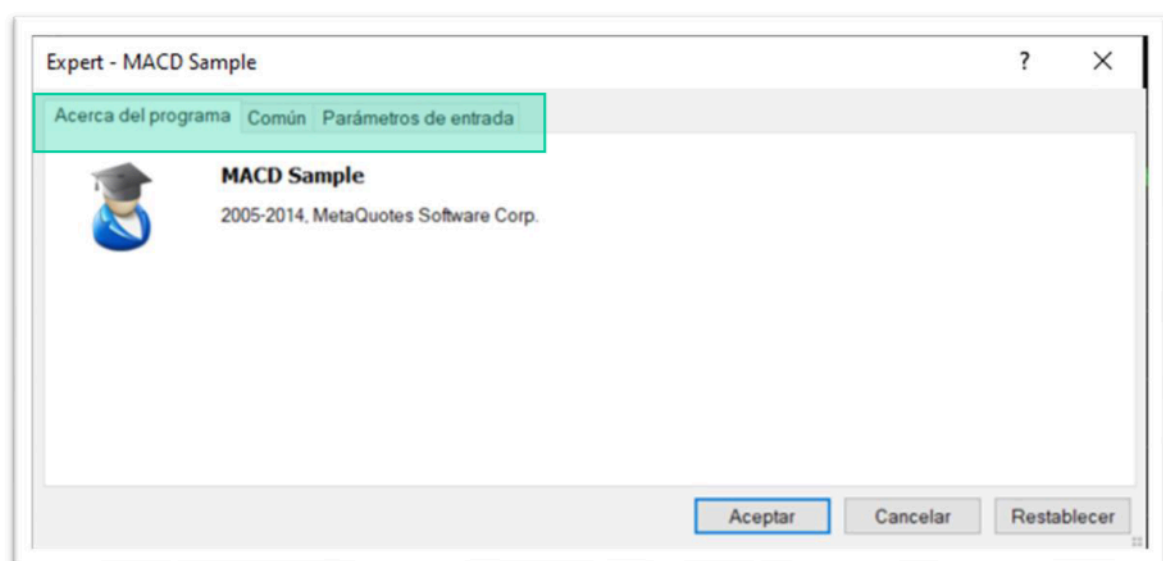 Expert - MACD Sample ?
Acerca del programa Común Parámetros de entrada
MACD Sample
2005-2014, MetaQuotes Software Corp.
Aceptar Cancelar Restablecer